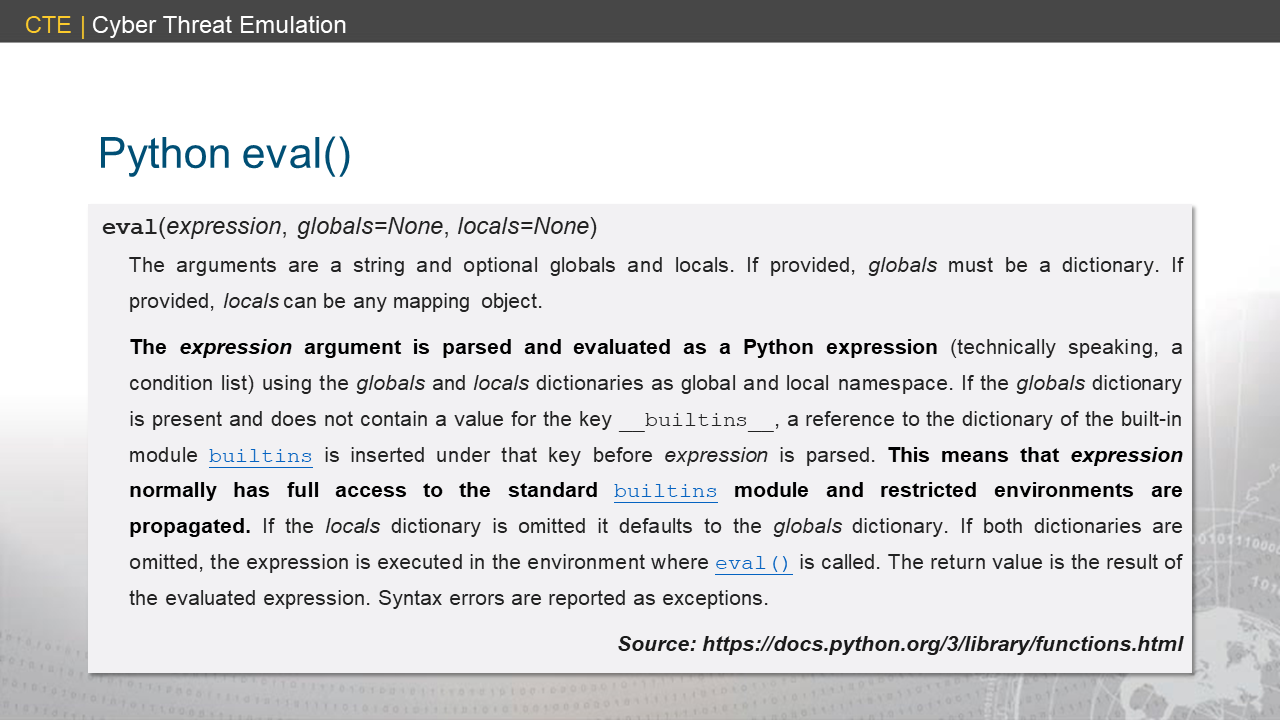 CTE | Cyber Threat Emulation
Python eval()
eval(expression, globals=None, locals=None)
The arguments are a string and optional globals and locals. If provided, globals must be a dictionary. If
provided, locals can be any mapping object.
The expression argument is parsed and evaluated as a Python expression (technically speaking, a
condition list) using the globals and locals dictionaries as global and local namespace. If the globals dictionary
is present and does not contain a value for the key __builtins__, a reference to the dictionary of the built-in
module builtins is inserted under that key before expression is parsed. This means that expression
normally has full access to the standard builtins module and restricted environments are
propagated. If the locals dictionary is omitted it defaults to the globals dictionary. If both dictionaries are
omitted, the expression is executed in the environment where eval() is called. The return value is the result of
the evaluated expression. Syntax errors are reported as exceptions.
Source: https://docs.python.org/3/library/functions.html